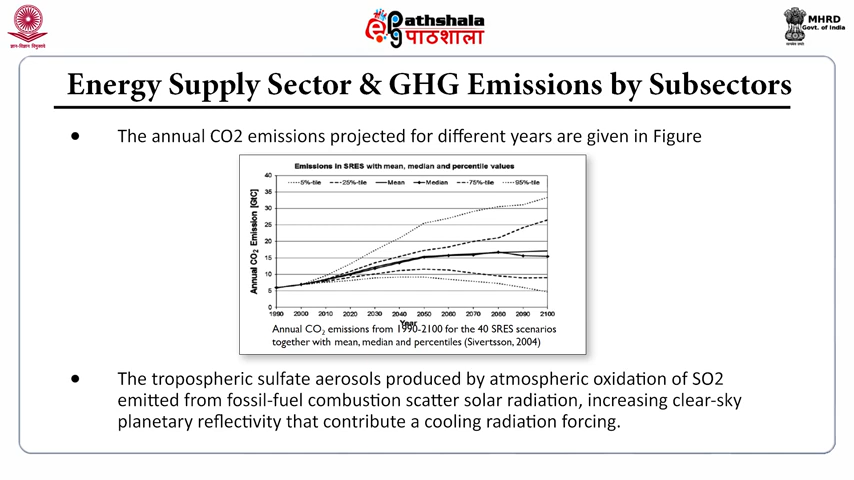 Pathshala
पाठशाला
MHRD
Govt. of India
Energy Supply Sector & GHG Emissions by Subsectors
● The annual CO2 emissions projected for different years are given in Figure
Emissions in SRES with mean, median and percentile values
5%-tile 25%-tile Mean Median 75%-tile 95%-tile
Annual CO₂ Emission [GtC]
40
35
30
25
20
15
10
5
0
1990 2000 2010 2020 2030 2040 2050 2060 2070 2080 2090 2100
Year
Annual CO₂ emissions from 1990-2100 for the 40 SRES scenarios
together with mean, median and percentiles (Sivertsson, 2004)
● The tropospheric sulfate aerosols produced by atmospheric oxidation of SO2
emitted from fossil-fuel combustion scatter solar radiation, increasing clear-sky
planetary reflectivity that contribute a cooling radiation forcing.